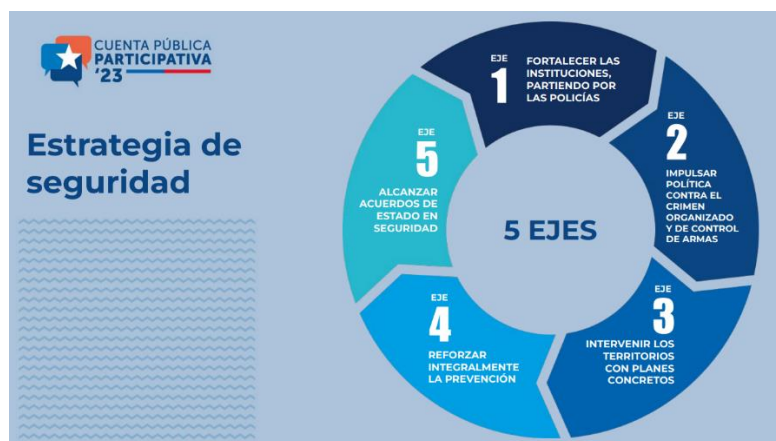 CUENTA PÚBLICA
PARTICIPATIVA
'23
Estrategia de
seguridad
EJE
1
FORTALECER LAS
INSTITUCIONES,
PARTIENDO POR
LAS POLICÍAS
EJE
2
IMPULSAR
POLÍTICA
CONTRA EL
CRIMEN
ORGANIZADO
Y DE CONTROL
DE ARMAS
EJE
3
INTERVENIR LOS
TERRITORIOS
CON PLANES
CONCRETOS
EJE
4
REFORZAR
INTEGRALMENTE
LA PREVENCIÓN
EJE
5
ALCANZAR
ACUERDOS DE
ESTADO EN
SEGURIDAD
5 EJES